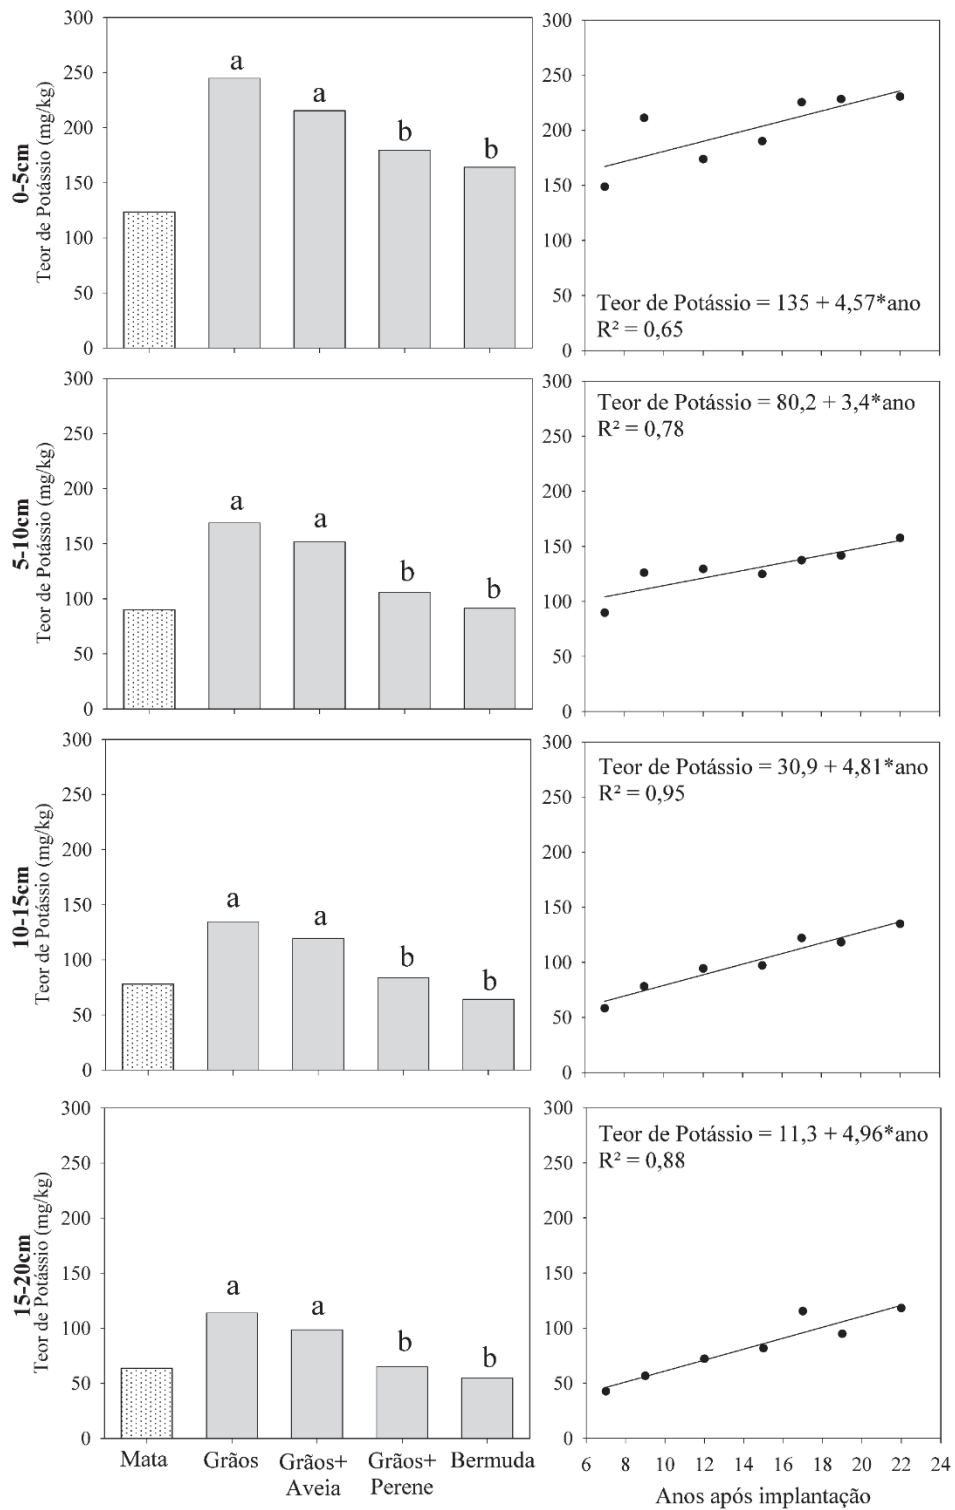 0-5cm
Teor de Potássio (mg/kg)
300
250
200
150
100
50
0
a
a
b
b
300
250
200
150
100
50
0
Teor de Potássio = 135 + 4,57*ano
R² = 0,65
5-10cm
Teor de Potássio (mg/kg)
300
250
200
150
100
50
0
a
a
b
b
300
250
200
150
100
50
0
Teor de Potássio = 80,2 + 3,4*ano
R² = 0,78
10-15cm
Teor de Potássio (mg/kg)
300
250
200
150
100
50
0
a
a
b
b
300
250
200
150
100
50
0
Teor de Potássio = 30,9 + 4,81*ano
R² = 0,95
15-20cm
Teor de Potássio (mg/kg)
300
250
200
150
100
50
0
a
a
b
b
Mata Grãos Grãos+ Grãos+ Bermuda
Aveia Perene
300
250
200
150
100
50
0
Teor de Potássio = 11,3 + 4,96*ano
R² = 0,88
6 8 10 12 14 16 18 20 22 24
Anos após implantação